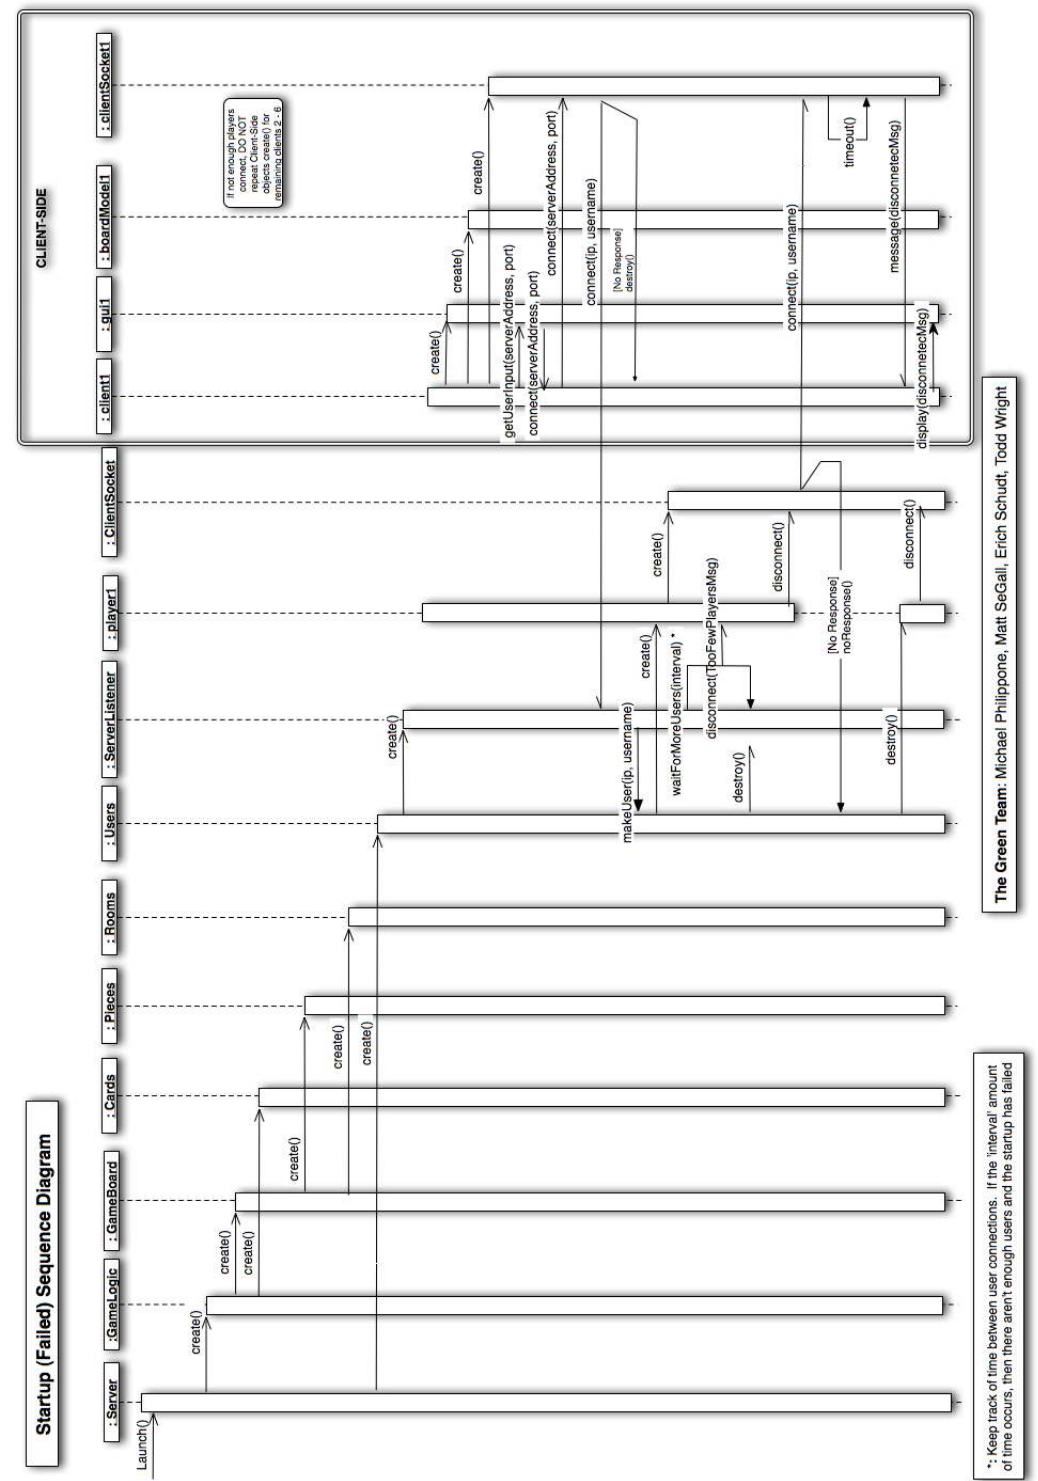 Startup (Failed) Sequence Diagram
CLIENT-SIDE
: Server
:GameLogic
: GameBoard
: Cards
: Pieces
: Rooms
: Users
: ServerListener
: player1
: ClientSocket
: client1
: gui1
: boardModel1
: clientSocket1
If not enough players
connect, DO NOT
repeat Client-Side
objects create() for
remaining clients 2 - 6
Launch()
create()
create()
create()
create()
create()
create()
create()
create()
create()
create()
getUserInput(serverAddress, port)
connect(serverAddress, port)
connect(serverAddress, port)
connect(ip, username)
[No Response]
destroy()
makeUser(ip, username)
create()
create()
waitForMoreUsers(interval) *
disconnect(TooFewPlayersMsg)
destroy()
disconnect()
connect(ip, username)
[No Response]
noResponse()
timeout()
destroy()
disconnect()
message(disconnetecMsg)
display(disconnetecMsg)
*: Keep track of time between user connections. If the 'interval' amount
of time occurs, then there aren't enough users and the startup has failed
The Green Team: Michael Philippone, Matt SeGall, Erich Schudt, Todd Wright